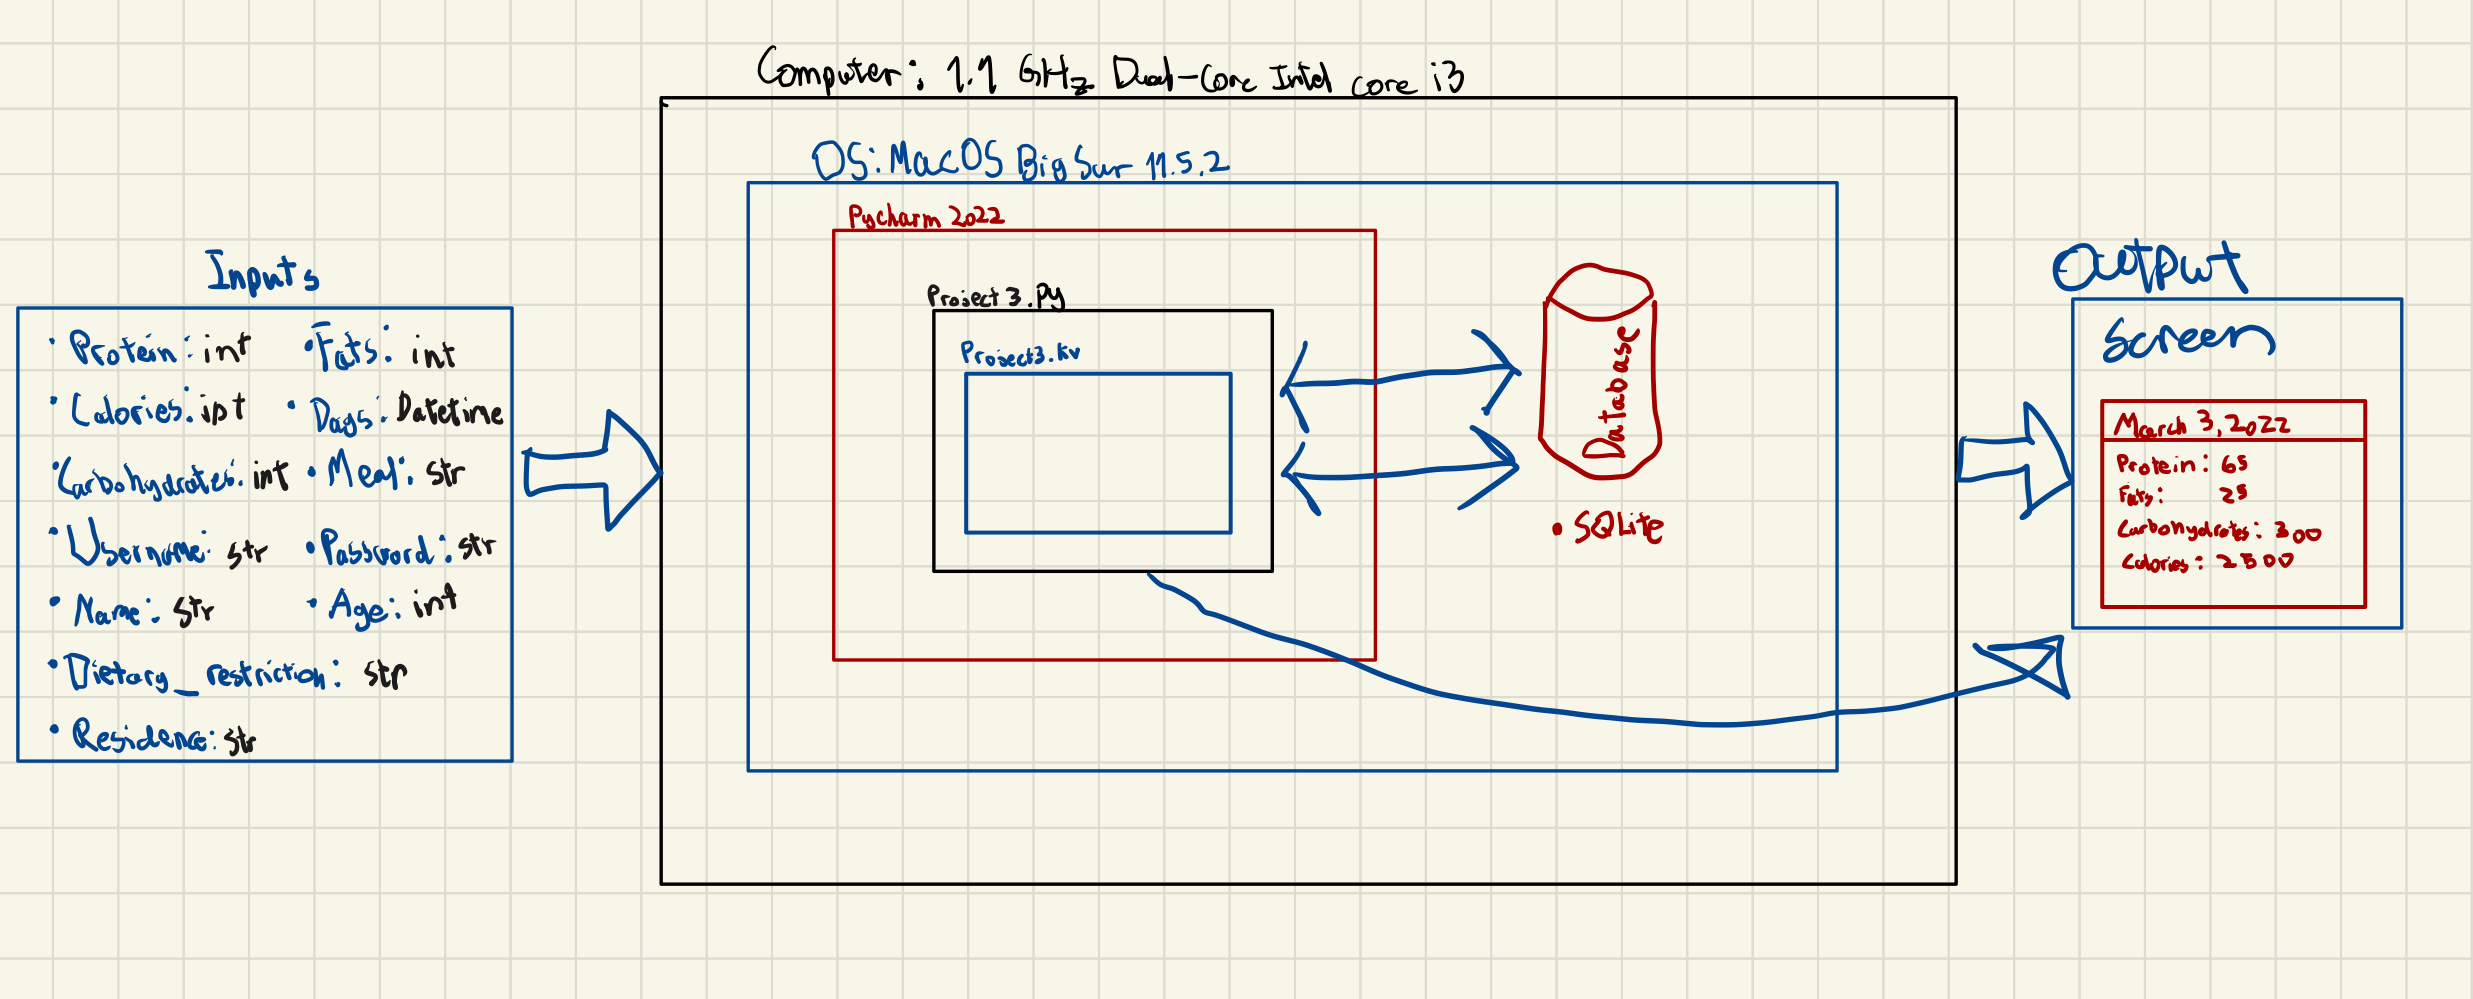 Computer: 1.1 GHz Dual-Core Intel core i3
OS: MacOS Big Sur 11.5.2
Pycharm 2022
Project 3.py
Project3.kv
Database
• SQLite
Inputs
• Protein: int • Fats: int
• Calories: int • Days: Datetime
• Carbohydrates: int • Meal: str
• Username: str • Password: str
• Name: str • Age: int
• Dietary_restriction: str
• Residence: str
Output
Screen
March 3, 2022
Protein: 65
Fats: 25
Carbohydrates: 300
Calories: 2500